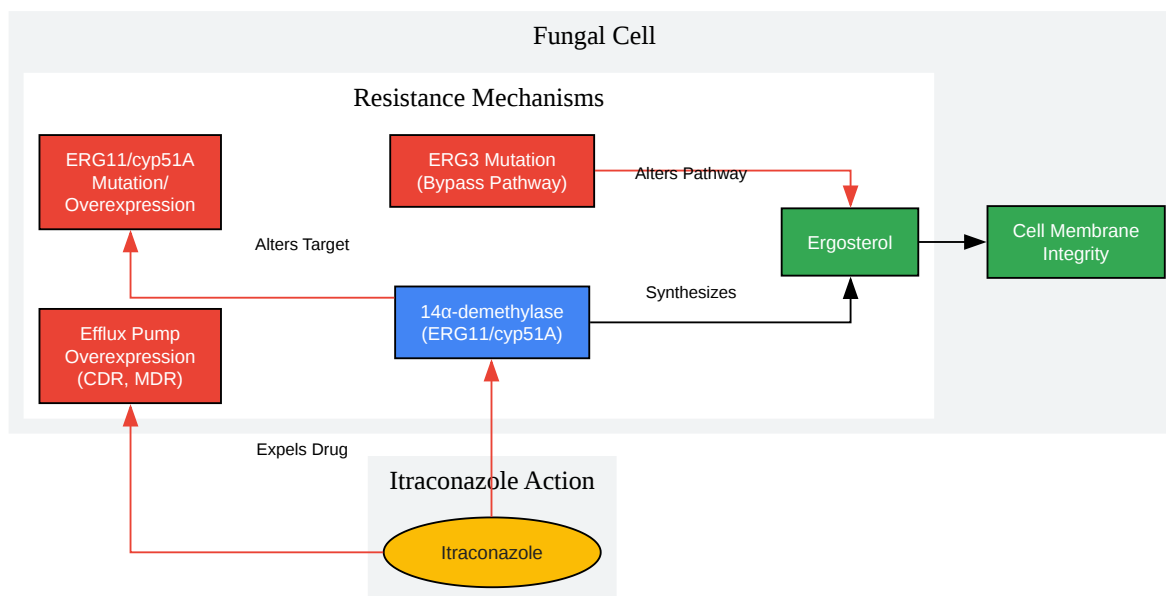 Fungal Cell
Resistance Mechanisms
ERG11/cyp51A
Mutation/
Overexpression
ERG3 Mutation
(Bypass Pathway)
Alters Pathway
Ergosterol
Cell Membrane
Integrity
Alters Target
Synthesizes
14α-demethylase
(ERG11/cyp51A)
Efflux Pump
Overexpression
(CDR, MDR)
Expels Drug
Itraconazole Action
Itraconazole